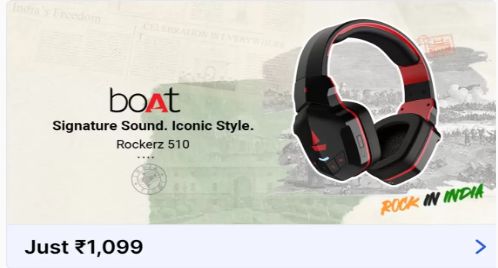 India's Freedom
CELEBRATION IS EVERYWHERE
boAt
Signature Sound. Iconic Style.
Rockerz 510
ROCK IN INDIA
Just ₹1,099